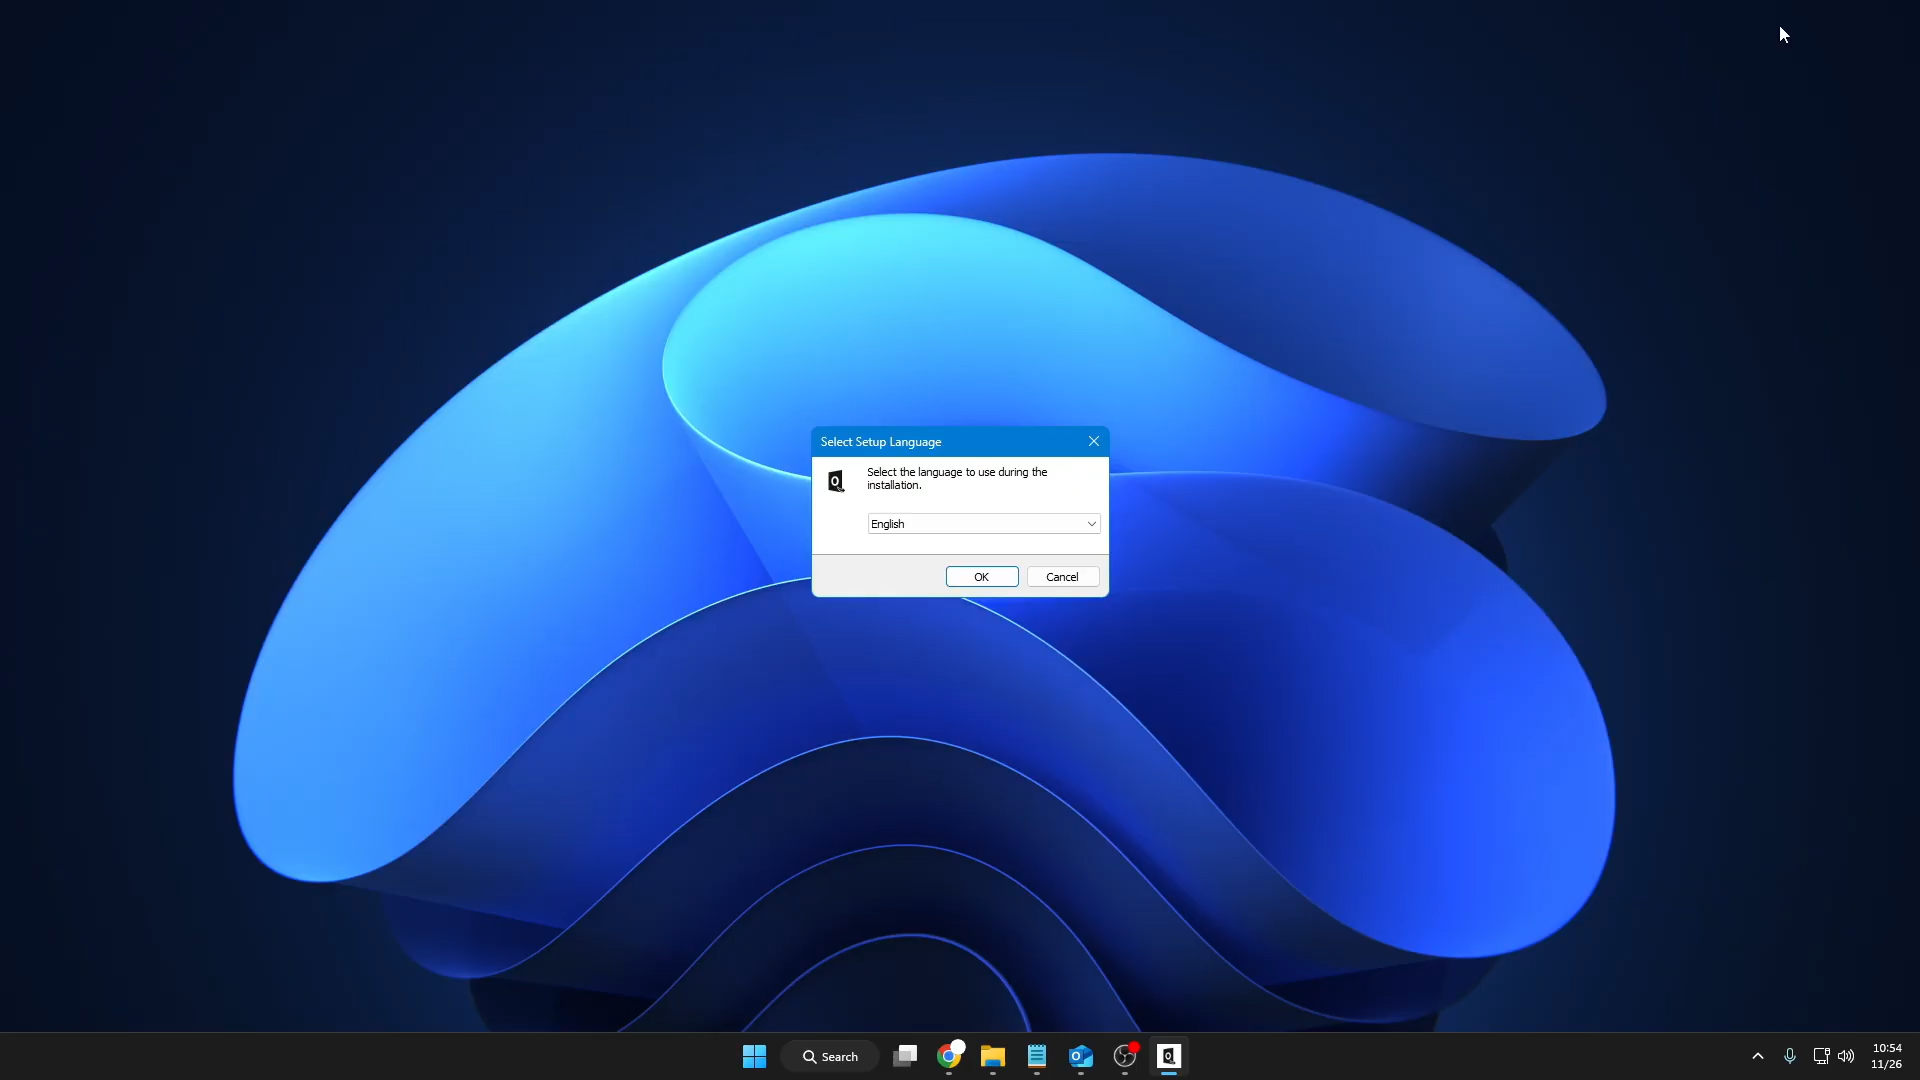 Select Setup Language
Select the language to use during the
installation.
English
OK
Cancel
Search
10:54
11/26